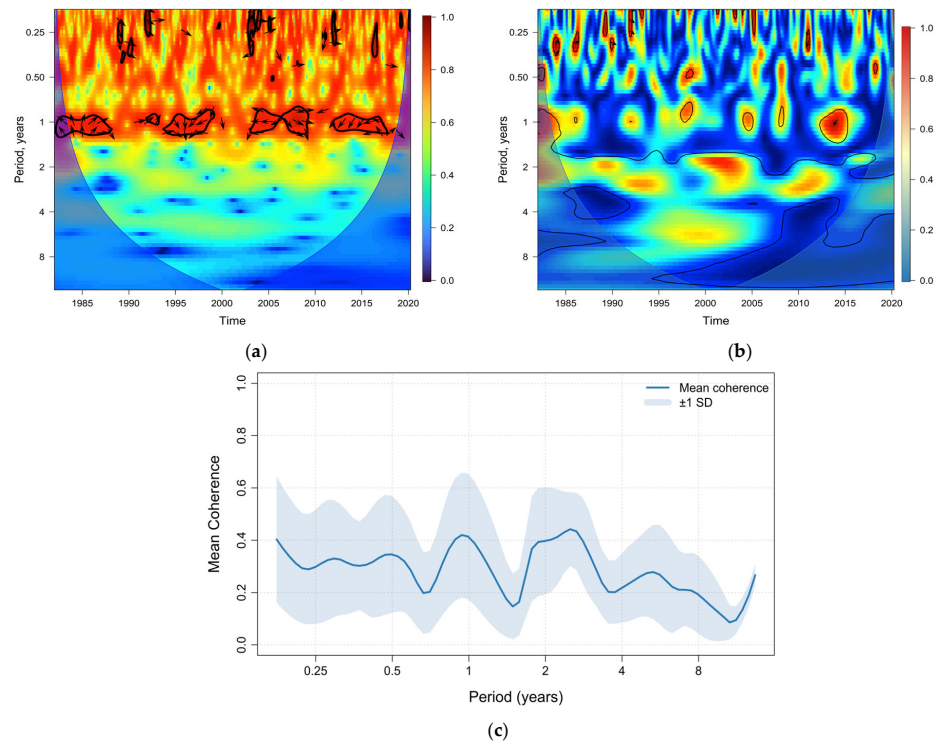 0.25
0.50
1
2
4
8
Period, years
1985 1990 1995 2000 2005 2010 2015 2020
Time
1.0
0.8
0.6
0.4
0.2
0.0
(a)
0.25
0.50
1
2
4
8
Period, years
1985 1990 1995 2000 2005 2010 2015 2020
Time
1.0
0.8
0.6
0.4
0.2
0.0
(b)
Mean coherence
±1 SD
1.0
0.8
0.6
0.4
0.2
0.0
Mean Coherence
0.25 0.5 1 2 4 8
Period (years)
(c)